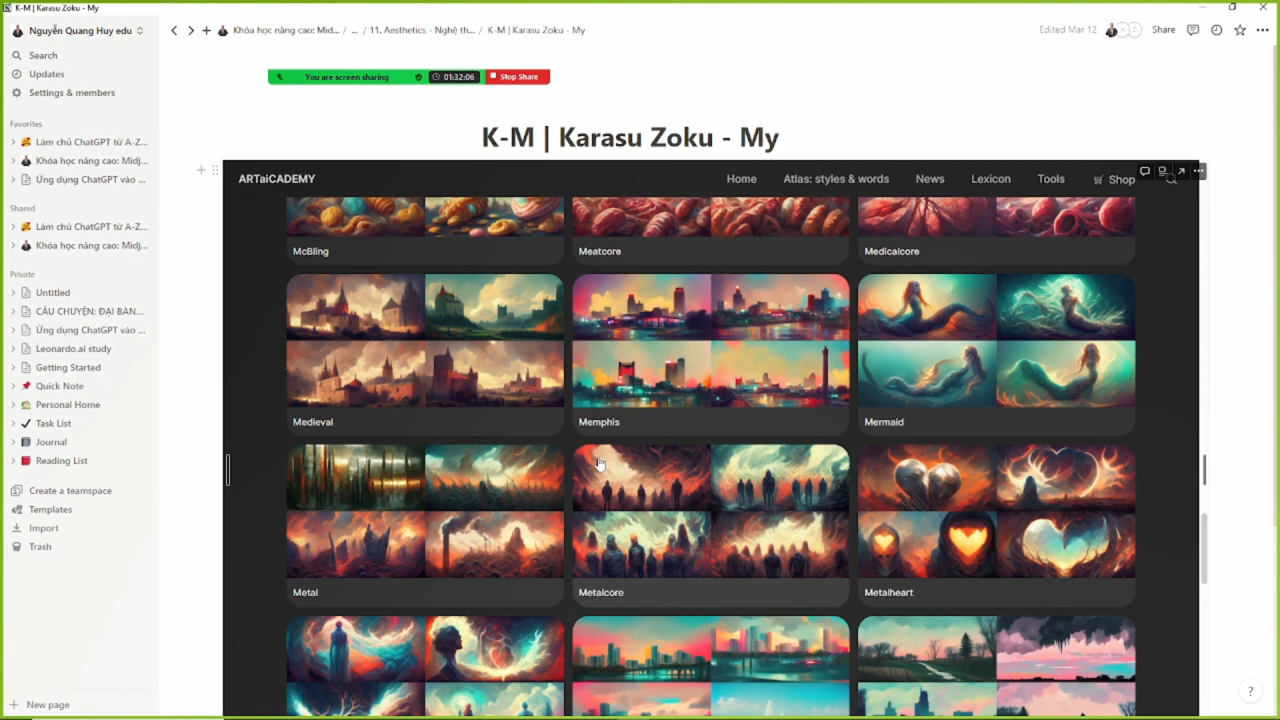 K-M | Karasu Zoku - My
Nguyễn Quang Huy edu
Khóa học nâng cao: Mid... / ... / 11. Aesthetics - Nghệ th... / K-M | Karasu Zoku - My
Edited Mar 12
Share
Search
Updates
Settings & members
You are screen sharing
01:32:06
Stop Share
Favorites
Làm chủ ChatGPT từ A-Z...
Khóa học nâng cao: Midj...
Ứng dụng ChatGPT vào ...
Shared
Làm chủ ChatGPT từ A-Z...
Khóa học nâng cao: Midj...
Private
Untitled
CÂU CHUYỆN: ĐẠI BÀN...
Ứng dụng ChatGPT vào ...
Leonardo.ai study
Getting Started
Quick Note
Personal Home
Task List
Journal
Reading List
Create a teamspace
Templates
Import
Trash
New page
K-M | Karasu Zoku - My
ARTaiCADEMY
Home
Atlas: styles & words
News
Lexicon
Tools
Shop
McBling
Meatcore
Medicalcore
Medieval
Memphis
Mermaid
Metal
Metalcore
Metalheart
?